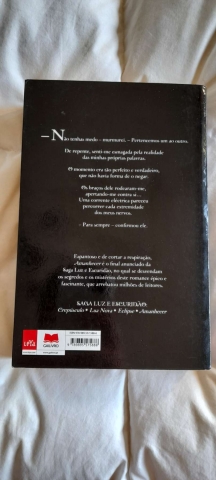 – Não tenhas medo – murmurei. – Pertencemos um ao outro.
De repente, senti-me esmagada pela realidade
das minhas próprias palavras.
O momento era tão perfeito e verdadeiro,
que não havia forma de o negar.
Os braços dele rodearam-me,
apertando-me contra si...
Uma corrente eléctrica pareceu
percorrer cada extremidade
dos meus nervos.
– Para sempre – confirmou ele.
Espantoso e de cortar a respiração,
Amanhecer é o final anunciado da
Saga Luz e Escuridão, no qual se desvendam
os segredos e os mistérios deste romance épico e
fascinante, que arrebatou milhões de leitores.
SAGA LUZ E ESCURIDÃO:
Crepúsculo • Lua Nova • Eclipse • Amanhecer
GAILIVRO